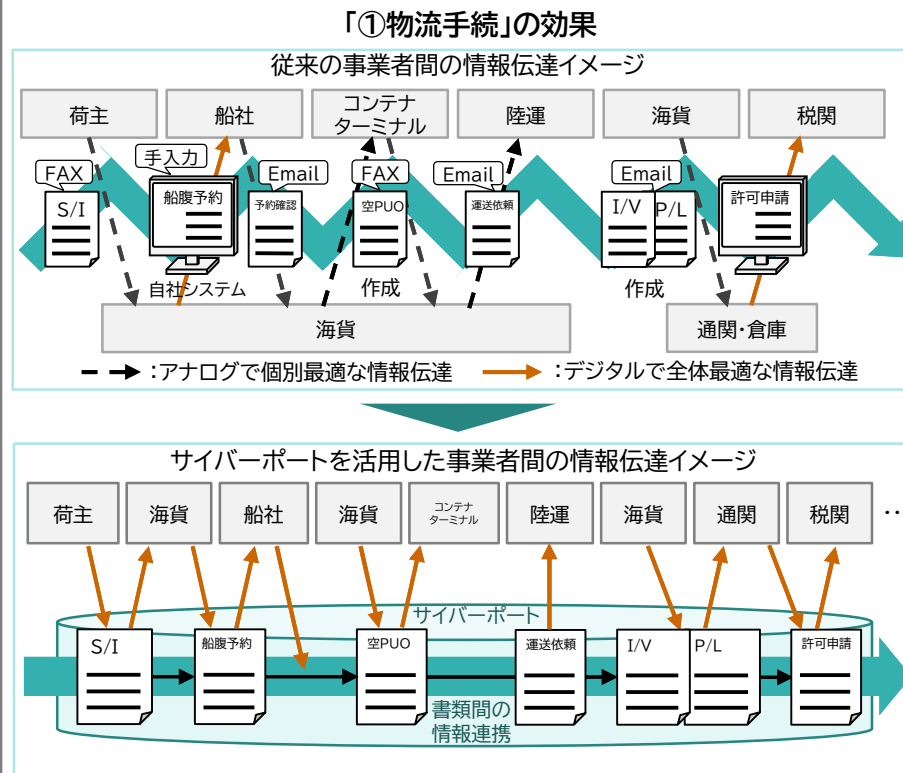 「①物流手続」の効果
従来の事業者間の情報伝達イメージ
荷主
船社
コンテナ
ターミナル
陸運
海貨
税関
FAX
手入力
Email
FAX
Email
Email
S/I
船腹予約
予約確認
空PUO
運送依頼
I/V
P/L
許可申請
自社システム
作成
作成
海貨
通関・倉庫
:アナログで個別最適な情報伝達
:デジタルで全体最適な情報伝達
サイバーポートを活用した事業者間の情報伝達イメージ
荷主
海貨
船社
海貨
コンテナ
ターミナル
陸運
海貨
通関
税関
‥
サイバーポート
S/I
船腹予約
空PUO
運送依頼
I/V
P/L
許可申請
書類間の
情報連携